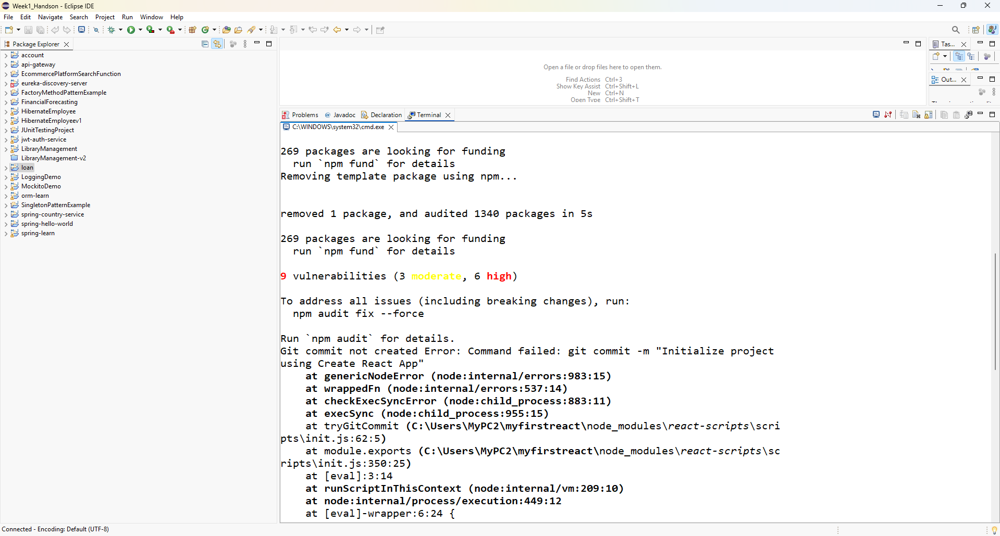 Week1_Handson - Eclipse IDE
File Edit Navigate Search Project Run Window Help
Package Explorer
account
api-gateway
EcommercePlatformSearchFunction
eureka-discovery-server
FactoryMethodPatternExample
FinancialForecasting
HibernateEmployee
HibernateEmployeev1
JUnitTestingProject
jwt-auth-service
LibraryManagement
LibraryManagement-v2
loan
LoggingDemo
MockitoDemo
orm-learn
SingletonPatternExample
spring-country-service
spring-hello-world
spring-learn
Open a file or drop files here to open them.
Find Actions Ctrl+3
Show Key Assist Ctrl+Shift+L
New Ctrl+N
Open Type Ctrl+Shift+T
Tas...
Out...
Problems @ Javadoc Declaration Terminal
C:\WINDOWS\system32\cmd.exe
269 packages are looking for funding
  run `npm fund` for details
Removing template package using npm...
removed 1 package, and audited 1340 packages in 5s
269 packages are looking for funding
  run `npm fund` for details
9 vulnerabilities (3 moderate, 6 high)
To address all issues (including breaking changes), run:
  npm audit fix --force
Run `npm audit` for details.
Git commit not created Error: Command failed: git commit -m "Initialize project
using Create React App"
    at genericNodeError (node:internal/errors:983:15)
    at wrappedFn (node:internal/errors:537:14)
    at checkExecSyncError (node:child_process:883:11)
    at execSync (node:child_process:955:15)
    at tryGitCommit (C:\Users\MyPC2\myfirstreact\node_modules\react-scripts\scri
pts\init.js:62:5)
    at module.exports (C:\Users\MyPC2\myfirstreact\node_modules\react-scripts\sc
ripts\init.js:350:25)
    at [eval]:3:14
    at runScriptInThisContext (node:internal/vm:209:10)
    at node:internal/process/execution:449:12
    at [eval]-wrapper:6:24 {
Connected - Encoding: Default (UTF-8)